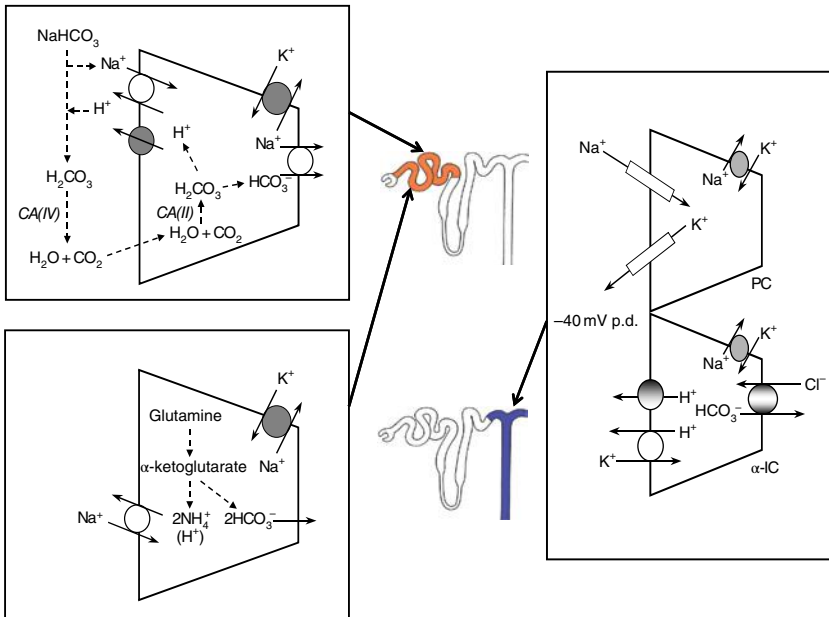 NaHCO₃
Na⁺
H⁺
H₂CO₃
CA(IV)
H₂O + CO₂
H⁺
H₂CO₃
CA(II)
H₂O + CO₂
K⁺
Na⁺
HCO₃⁻
Glutamine
α-ketoglutarate
Na⁺
2NH₄⁺
(H⁺)
2HCO₃⁻
K⁺
Na⁺
Na⁺
K⁺
Na⁺
K⁺
PC
–40 mV p.d.
Na⁺
K⁺
Cl⁻
H⁺
HCO₃⁻
H⁺
K⁺
α-IC